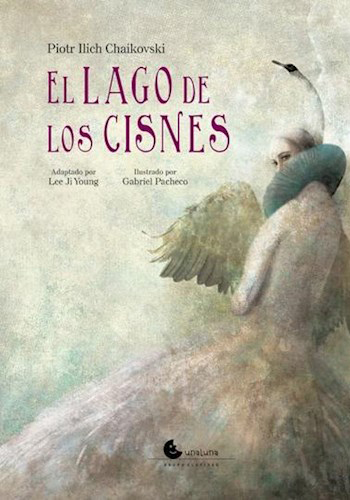 Piotr Ilich Chaikovski
EL LAGO DE
LOS CISNES
Adaptado por
Lee Ji Young
Ilustrado por
Gabriel Pacheco
unaLuna